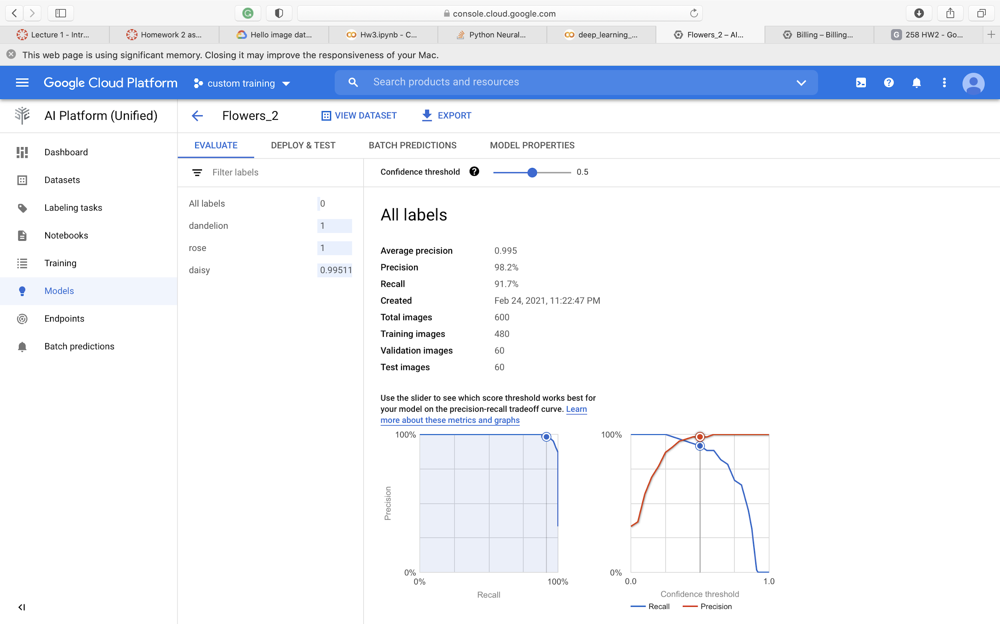 console.cloud.google.com
Lecture 1 - Intr...
Homework 2 as...
Hello image dat...
Hw3.ipynb - C...
Python Neural...
deep_learning_...
Flowers_2 – AI...
Billing – Billing...
G 258 HW2 - Go...
This web page is using significant memory. Closing it may improve the responsiveness of your Mac.
Google Cloud Platform
custom training
Search products and resources
AI Platform (Unified)
Flowers_2
VIEW DATASET
EXPORT
Dashboard
Datasets
Labeling tasks
Notebooks
Training
Models
Endpoints
Batch predictions
EVALUATE
DEPLOY & TEST
BATCH PREDICTIONS
MODEL PROPERTIES
Filter labels
Confidence threshold
0.5
All labels 0
dandelion 1
rose 1
daisy 0.99511
All labels
Average precision 0.995
Precision 98.2%
Recall 91.7%
Created Feb 24, 2021, 11:22:47 PM
Total images 600
Training images 480
Validation images 60
Test images 60
Use the slider to see which score threshold works best for
your model on the precision-recall tradeoff curve. Learn
more about these metrics and graphs
100%
Precision
0%
0% 100%
Recall
100%
0%
0.0 1.0
Confidence threshold
Recall Precision